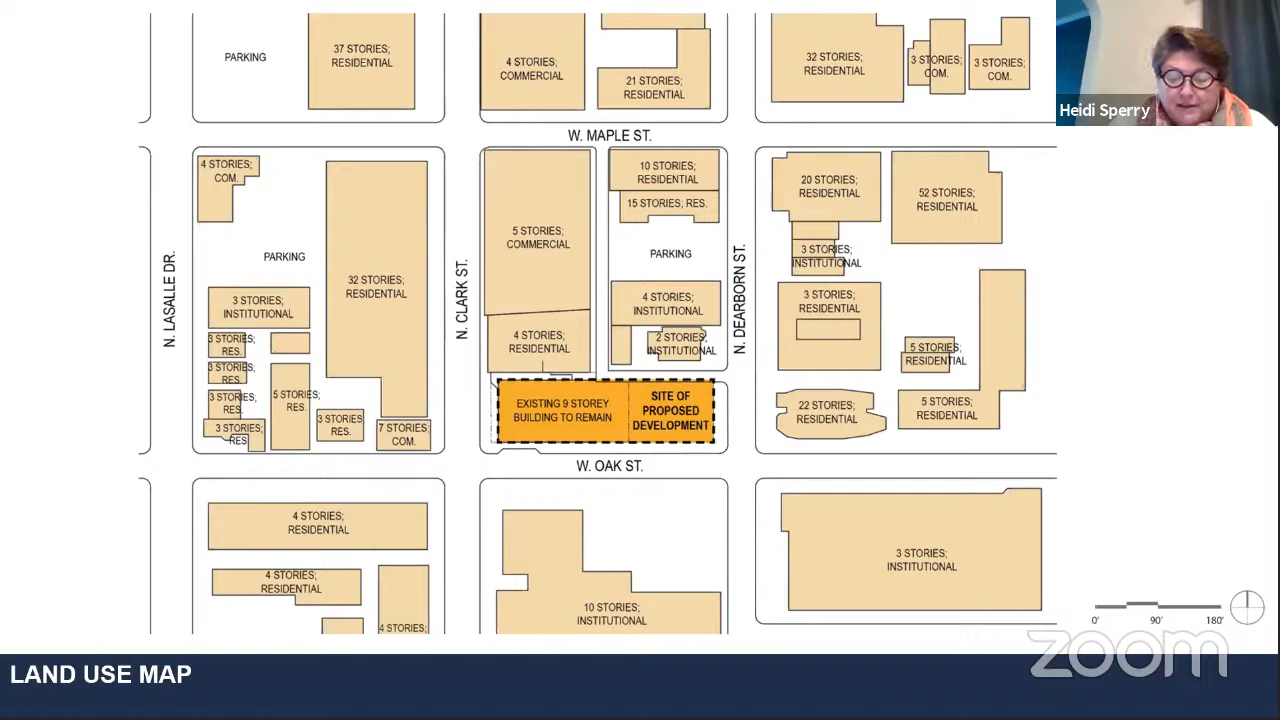 PARKING
37 STORIES;
RESIDENTIAL
4 STORIES;
COMMERCIAL
21 STORIES;
RESIDENTIAL
32 STORIES;
RESIDENTIAL
3 STORIES;
COM.
3 STORIES;
COM.
Heidi Sperry
W. MAPLE ST.
4 STORIES;
COM.
PARKING
32 STORIES;
RESIDENTIAL
3 STORIES;
INSTITUTIONAL
3 STORIES;
RES.
3 STORIES;
RES.
3 STORIES;
RES.
3 STORIES;
RES.
5 STORIES;
RES.
3 STORIES;
RES.
7 STORIES;
COM.
N. LASALLE DR.
N. CLARK ST.
5 STORIES;
COMMERCIAL
4 STORIES;
RESIDENTIAL
10 STORIES;
RESIDENTIAL
15 STORIES; RES.
PARKING
4 STORIES;
INSTITUTIONAL
2 STORIES;
INSTITUTIONAL
EXISTING 9 STOREY
BUILDING TO REMAIN
SITE OF
PROPOSED
DEVELOPMENT
N. DEARBORN ST.
20 STORIES;
RESIDENTIAL
52 STORIES;
RESIDENTIAL
3 STORIES;
INSTITUTIONAL
3 STORIES;
RESIDENTIAL
5 STORIES;
RESIDENTIAL
22 STORIES;
RESIDENTIAL
5 STORIES;
RESIDENTIAL
W. OAK ST.
4 STORIES;
RESIDENTIAL
4 STORIES;
RESIDENTIAL
4 STORIES;
10 STORIES;
INSTITUTIONAL
3 STORIES;
INSTITUTIONAL
0' 90' 180'
zoom
LAND USE MAP